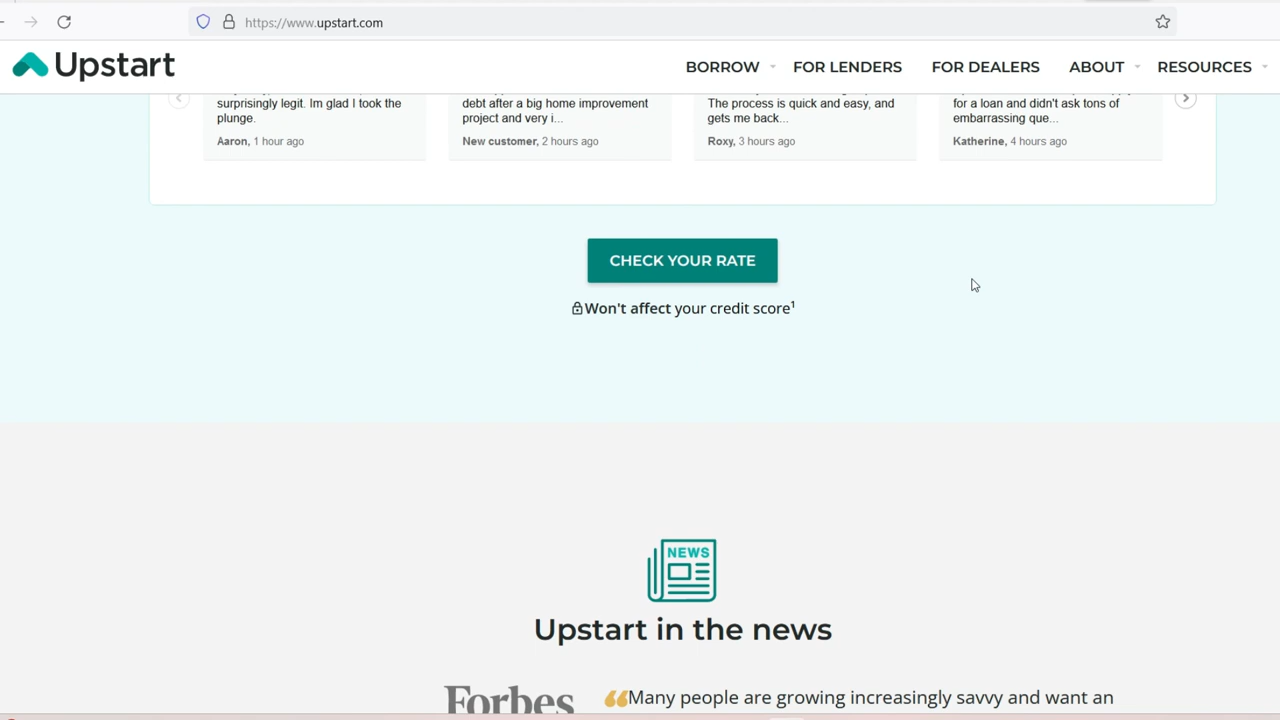 https://www.upstart.com
Upstart
BORROW
FOR LENDERS
FOR DEALERS
ABOUT
RESOURCES
surprisingly legit. Im glad I took the
plunge.
Aaron, 1 hour ago
debt after a big home improvement
project and very i...
New customer, 2 hours ago
The process is quick and easy, and
gets me back...
Roxy, 3 hours ago
for a loan and didn't ask tons of
embarrassing que...
Katherine, 4 hours ago
CHECK YOUR RATE
Won't affect your credit score1
NEWS
Upstart in the news
Forbes
Many people are growing increasingly savvy and want an